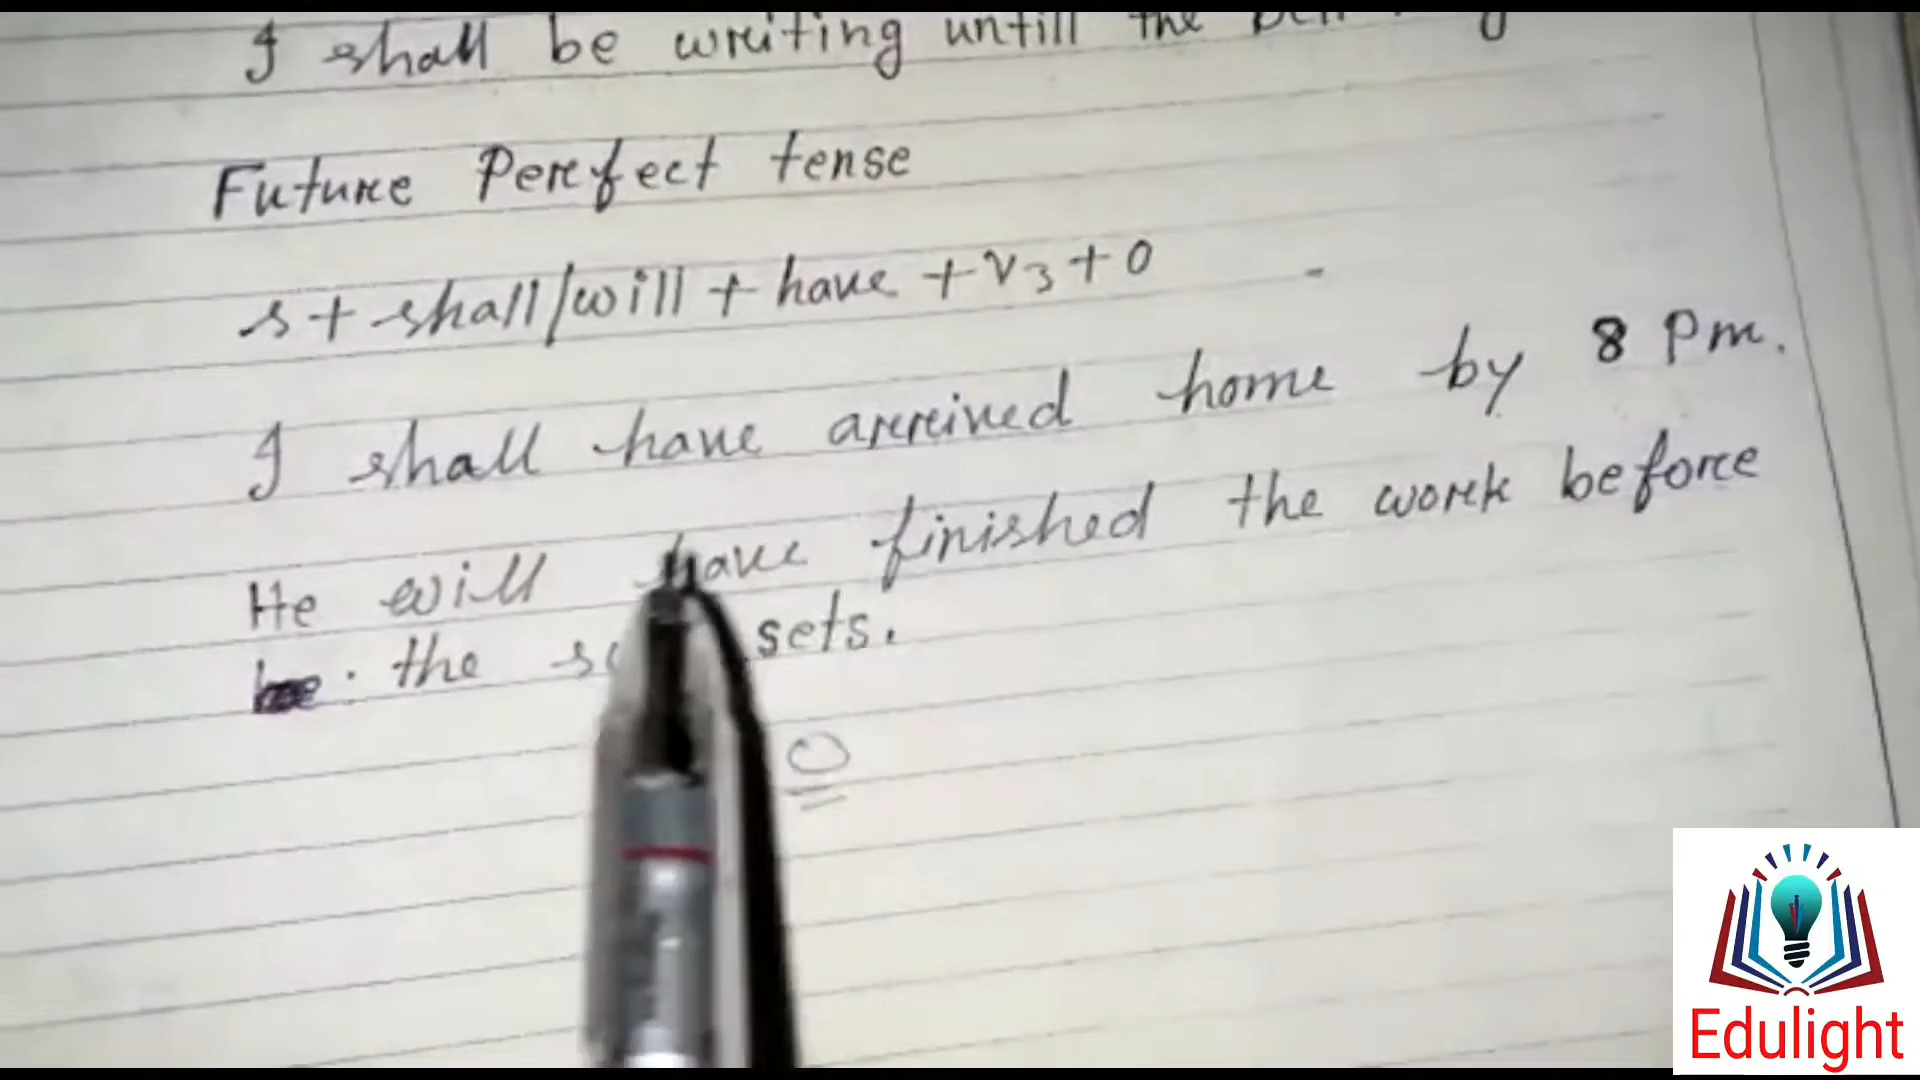 I shall be writing untill the
Future Perfect tense
s + shall/will + have + v3 + o
I shall have arrived home by 8 Pm.
He will have finished the work before
the sets.
Edulight